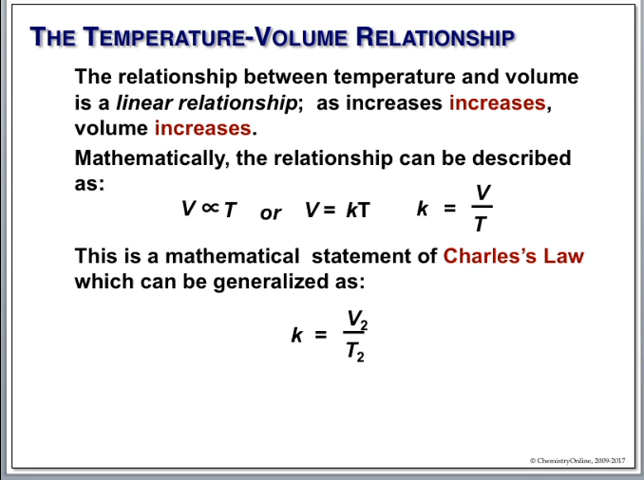 THE TEMPERATURE-VOLUME RELATIONSHIP
The relationship between temperature and volume
is a linear relationship; as increases increases,
volume increases.
Mathematically, the relationship can be described
as:
V ∝ T or V = kT k = V/T
This is a mathematical statement of Charles's Law
which can be generalized as:
k = V₂/T₂
© ChemistryOnline, 2009-2017